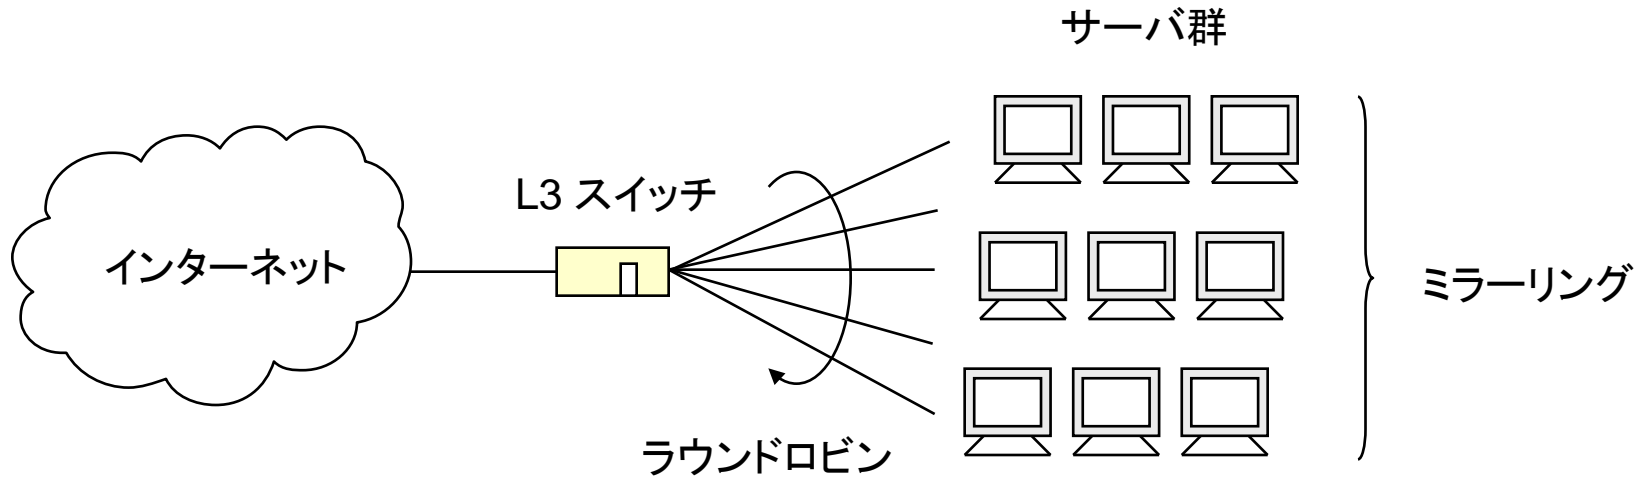 サーバ群
L3 スイッチ
インターネット
ミラーリング
ラウンドロビン